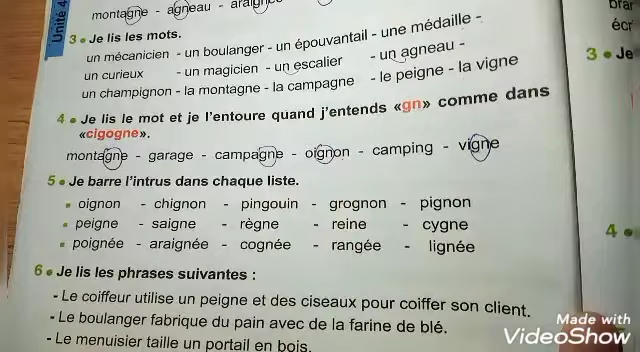 montagne - agneau -
Unité 4
3 • Je lis les mots.
un mécanicien - un boulanger - un épouvantail - une médaille -
un curieux - un magicien - un escalier - un agneau -
un champignon - la montagne - la campagne - le peigne - la vigne
4 • Je lis le mot et je l'entoure quand j'entends «gn» comme dans
«cigogne».
montagne - garage - campagne - oignon - camping - vigne
5 • Je barre l'intrus dans chaque liste.
• oignon - chignon - pingouin - grognon - pignon
• peigne - saigne - règne - reine - cygne
• poignée - araignée - cognée - rangée - lignée
6 • Je lis les phrases suivantes :
- Le coiffeur utilise un peigne et des ciseaux pour coiffer son client.
- Le boulanger fabrique du pain avec de la farine de blé.
- Le menuisier taille un portail en bois.
3 • Je
4 •
Made with
VideoShow